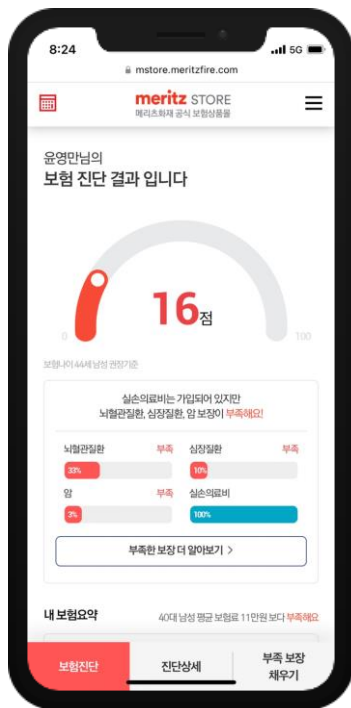 8:24
5G
mstore.meritzfire.com
meritz STORE
메리츠화재 공식 보험상품몰
윤영만님의
보험 진단 결과 입니다
16점
0
100
보험나이 44세 남성 권장기준
실손의료비는 가입되어 있지만
뇌혈관질환, 심장질환, 암 보장이 부족해요!
뇌혈관질환 부족 심장질환 부족
33% 10%
암 부족 실손의료비
3% 100%
부족한 보장 더 알아보기 >
내 보험요약 40대 남성 평균 보험료 11만원 보다 부족해요
보험진단 진단상세 부족 보장
채우기